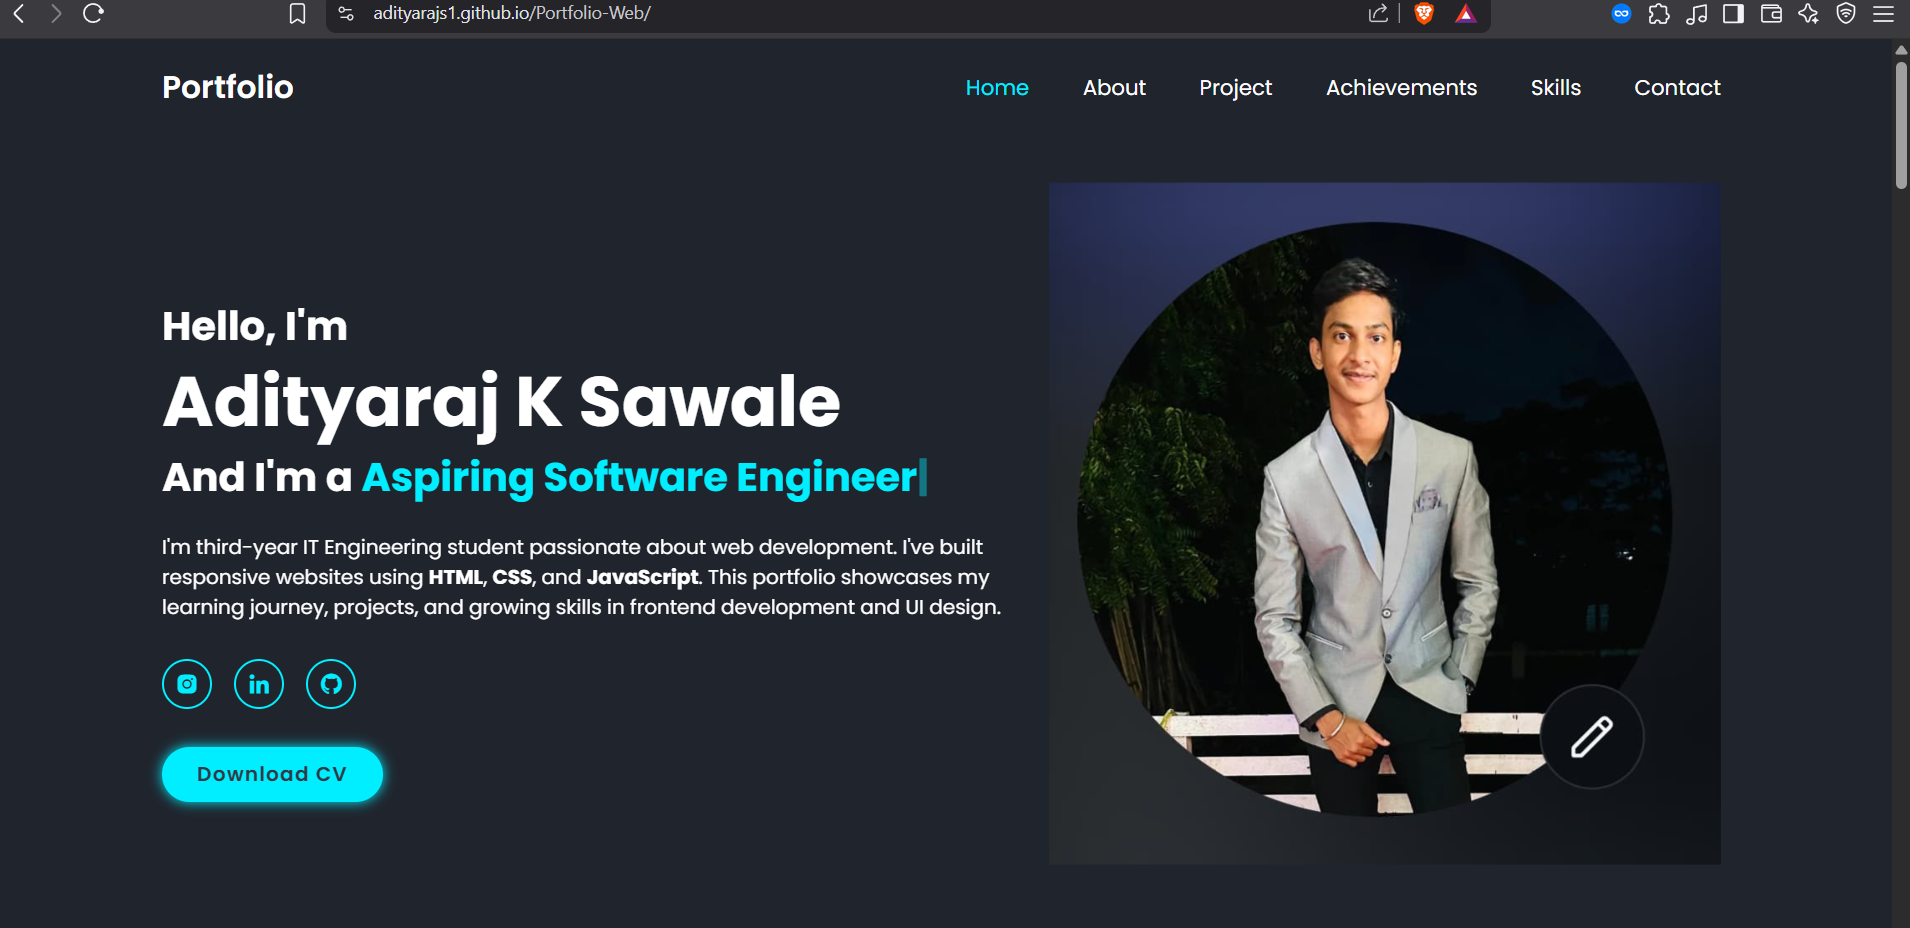 adityarajs1.github.io/Portfolio-Web/
Portfolio
Home About Project Achievements Skills Contact
Hello, I'm
Adityaraj K Sawale
And I'm a Aspiring Software Engineer
I'm third-year IT Engineering student passionate about web development. I've built
responsive websites using HTML, CSS, and JavaScript. This portfolio showcases my
learning journey, projects, and growing skills in frontend development and UI design.
in
Download CV